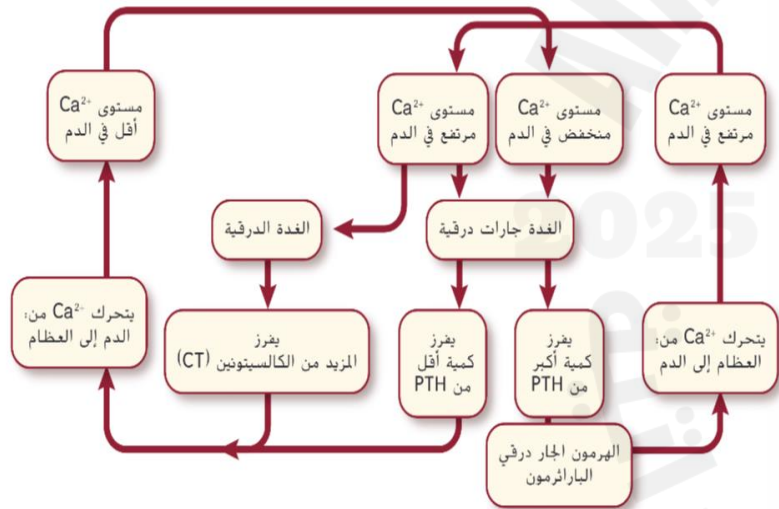 مستوى Ca²⁺
أقل في الدم
مستوى Ca²⁺
مرتفع في الدم
مستوى Ca²⁺
منخفض في الدم
مستوى Ca²⁺
مرتفع في الدم
الغدة الدرقية
الغدة جارات درقية
يتحرك Ca²⁺ من:
الدم إلى العظام
يفرز
المزيد من الكالسيتونين (CT)
يفرز
كمية أقل
من PTH
يفرز
كمية أكبر
من PTH
يتحرك Ca²⁺ من:
العظام إلى الدم
الهرمون الجار درقي
الباراثرمون
2025